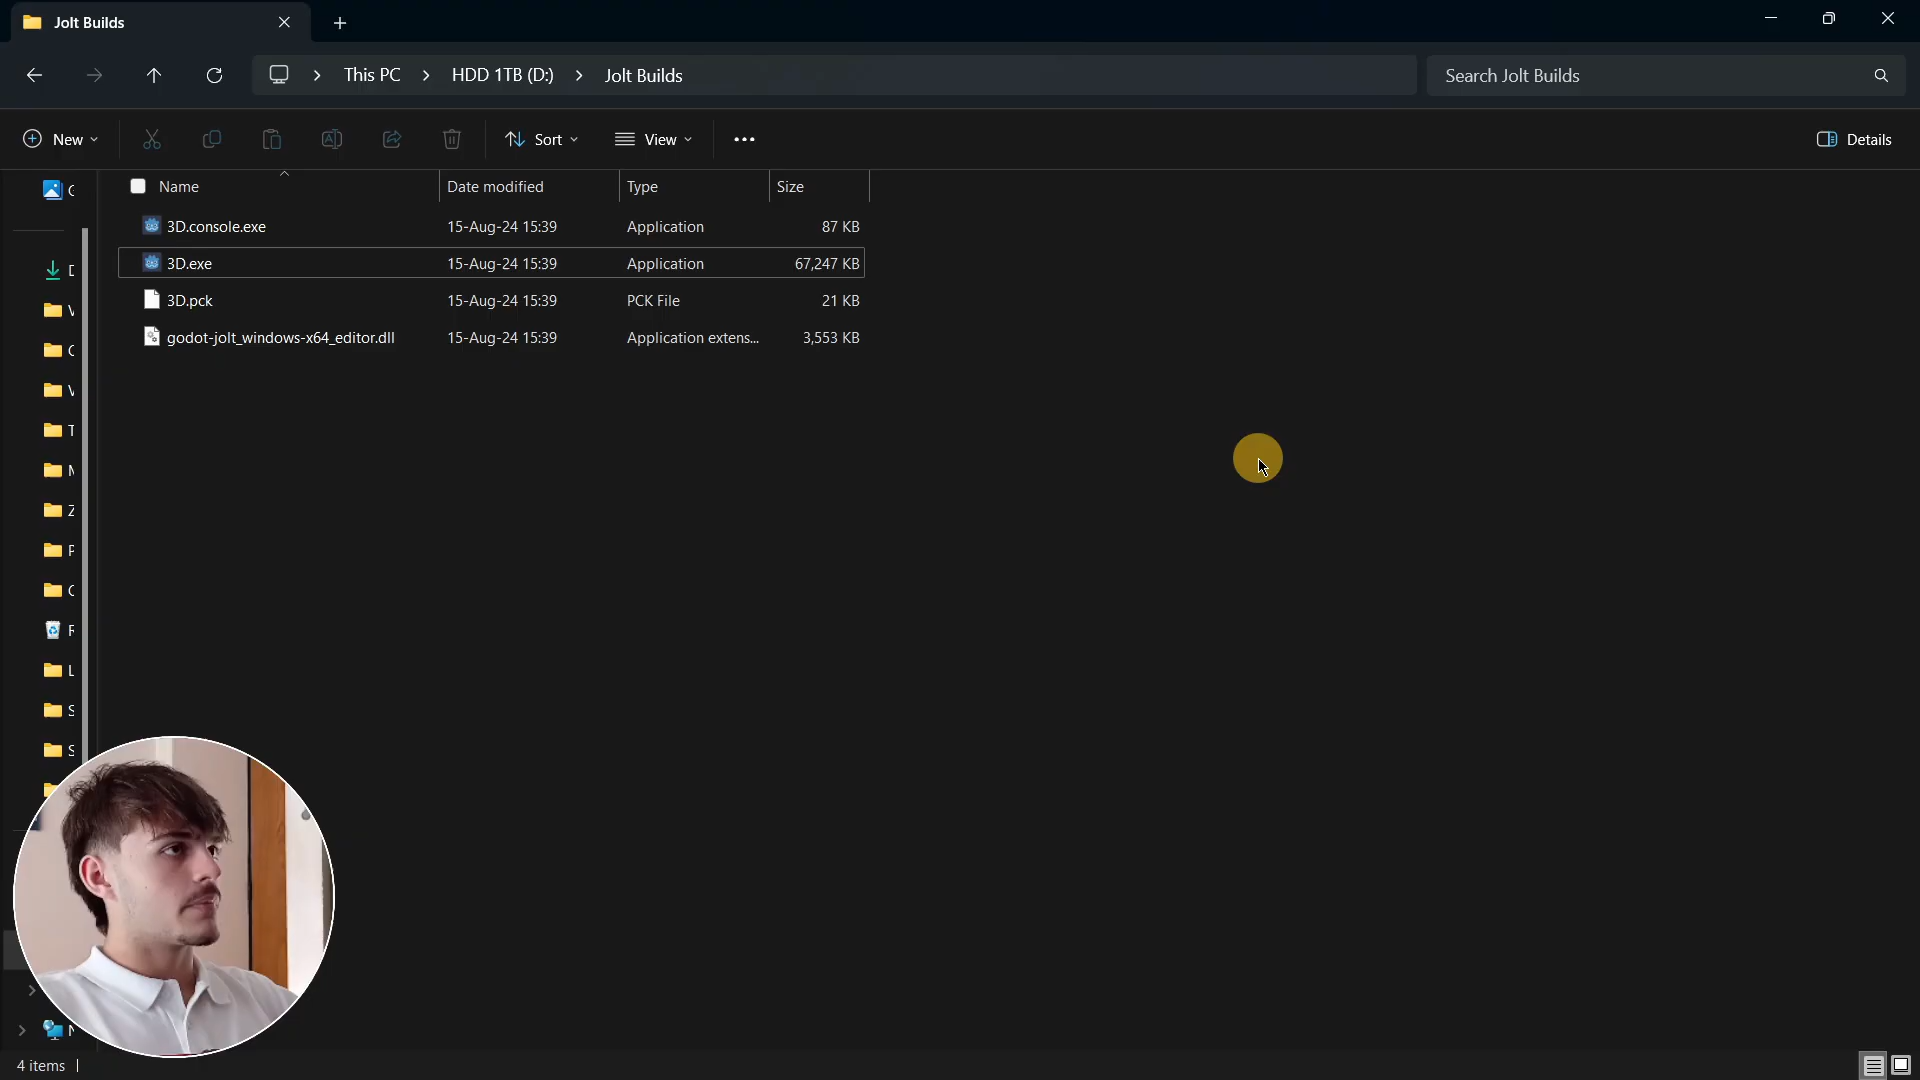 Jolt Builds
This PC > HDD 1TB (D:) > Jolt Builds
Search Jolt Builds
New
Sort
View
Details
Name Date modified Type Size
3D.console.exe 15-Aug-24 15:39 Application 87 KB
3D.exe 15-Aug-24 15:39 Application 67,247 KB
3D.pck 15-Aug-24 15:39 PCK File 21 KB
godot-jolt_windows-x64_editor.dll 15-Aug-24 15:39 Application extens... 3,553 KB
4 items